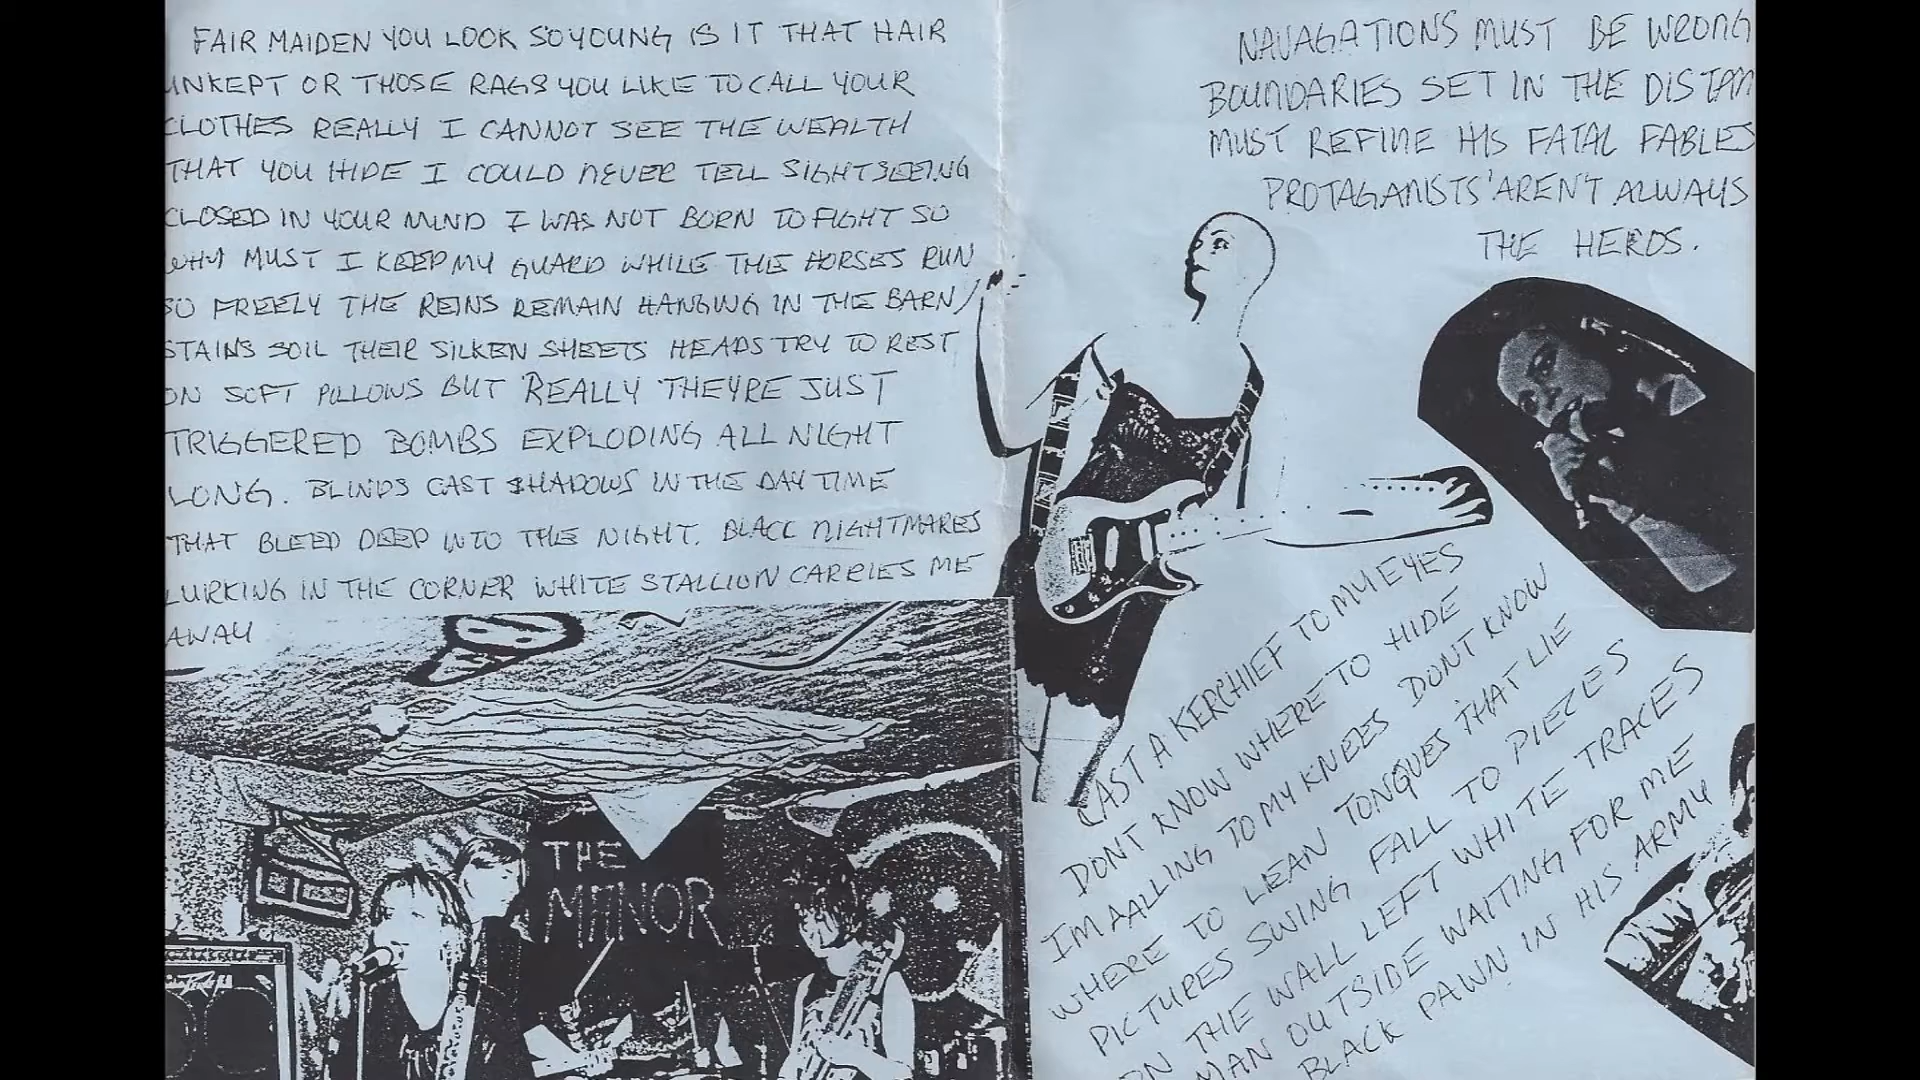 FAIR MAIDEN YOU LOOK SO YOUNG IS IT THAT HAIR
UNKEPT OR THOSE RAGS YOU LIKE TO CALL YOUR
CLOTHES REALLY I CANNOT SEE THE WEALTH
THAT YOU HIDE I COULD NEVER TELL SIGHTSEEING
CLOSED IN YOUR MIND I WAS NOT BORN TO FIGHT SO
WHY MUST I KEEP MY GUARD WHILE THE HORSES RUN
SO FREELY THE REINS REMAIN HANGING IN THE BARN/
STAINS SOIL THEIR SILKEN SHEETS HEADS TRY TO REST
ON SOFT PILLOWS BUT REALLY THEYRE JUST
TRIGGERED BOMBS EXPLODING ALL NIGHT
LONG. BLINDS CAST SHADOWS IN THE DAY TIME
THAT BLEED DEEP INTO THE NIGHT. BLACK NIGHTMARES
LURKING IN THE CORNER WHITE STALLION CARRIES ME
AWAY
THE
MANOR
Peavey
NAVAGATIONS MUST BE WRONG
BOUNDARIES SET IN THE DISTAN
MUST REFINE HIS FATAL FABLES
PROTAGANISTS' AREN'T ALWAYS
THE HEROS.
CAST A KERCHIEF TO MY EYES
DONT KNOW WHERE TO HIDE
I'M AALLING TO MY KNEES DONT KNOW
WHERE TO LEAN TONQUES THAT LIE
PICTURES SWING FALL TO PIECES
ON THE WALL LEFT WHITE TRACES
MAN OUTSIDE WAITING FOR ME
BLACK PAWN IN HIS ARMY